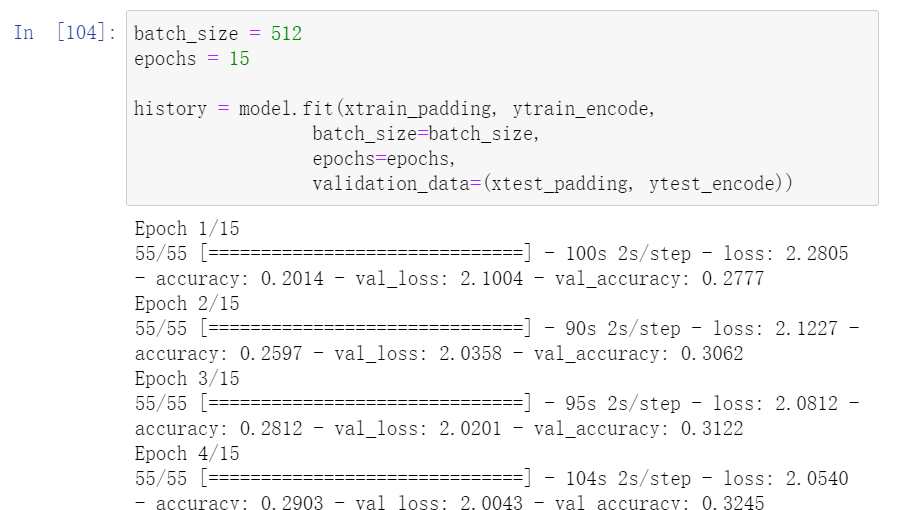 In [104]: batch_size = 512
epochs = 15
history = model.fit(xtrain_padding, ytrain_encode,
batch_size=batch_size,
epochs=epochs,
validation_data=(xtest_padding, ytest_encode))
Epoch 1/15
55/55 [==============================] - 100s 2s/step - loss: 2.2805
- accuracy: 0.2014 - val_loss: 2.1004 - val_accuracy: 0.2777
Epoch 2/15
55/55 [==============================] - 90s 2s/step - loss: 2.1227 -
accuracy: 0.2597 - val_loss: 2.0358 - val_accuracy: 0.3062
Epoch 3/15
55/55 [==============================] - 95s 2s/step - loss: 2.0812 -
accuracy: 0.2812 - val_loss: 2.0201 - val_accuracy: 0.3122
Epoch 4/15
55/55 [==============================] - 104s 2s/step - loss: 2.0540
- accuracy: 0.2903 - val_loss: 2.0043 - val_accuracy: 0.3245